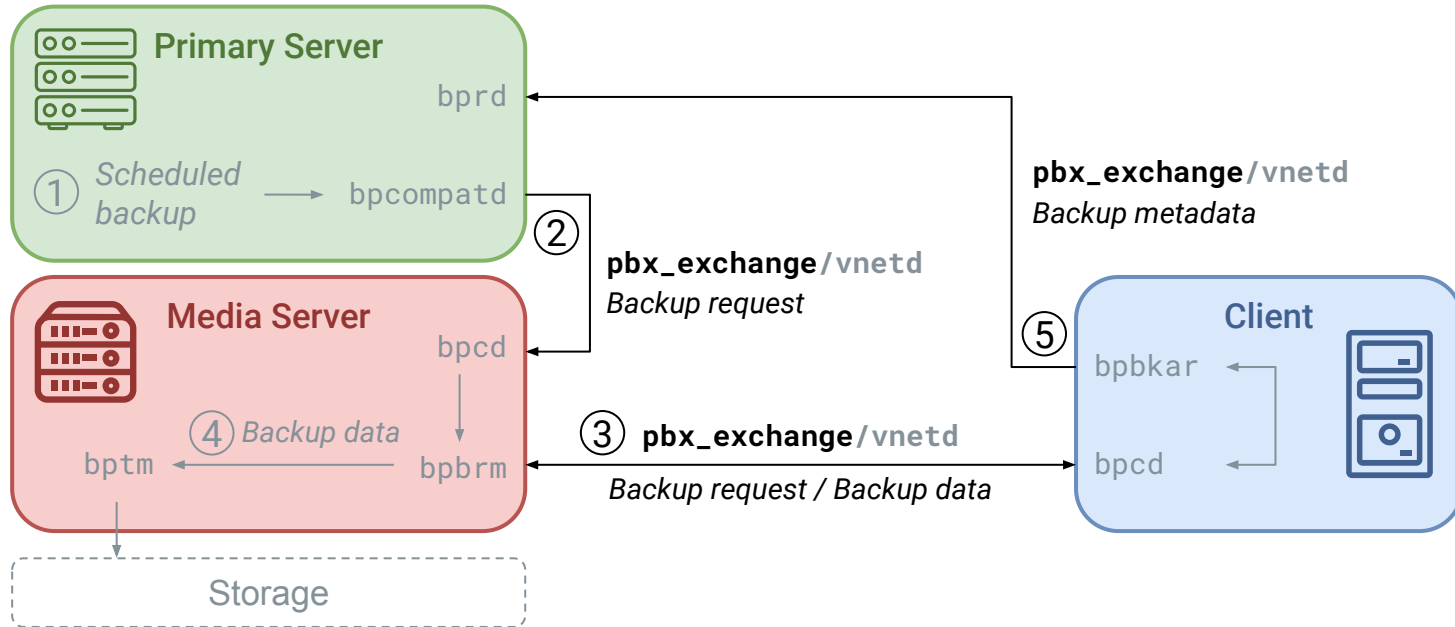 Primary Server
bprd
① Scheduled
backup
bpcompatd
②
pbx_exchange/vnetd
Backup request
pbx_exchange/vnetd
Backup metadata
Media Server
bpcd
④ Backup data
bptm
bpbrm
③ pbx_exchange/vnetd
Backup request / Backup data
⑤
Client
bpbkar
bpcd
Storage